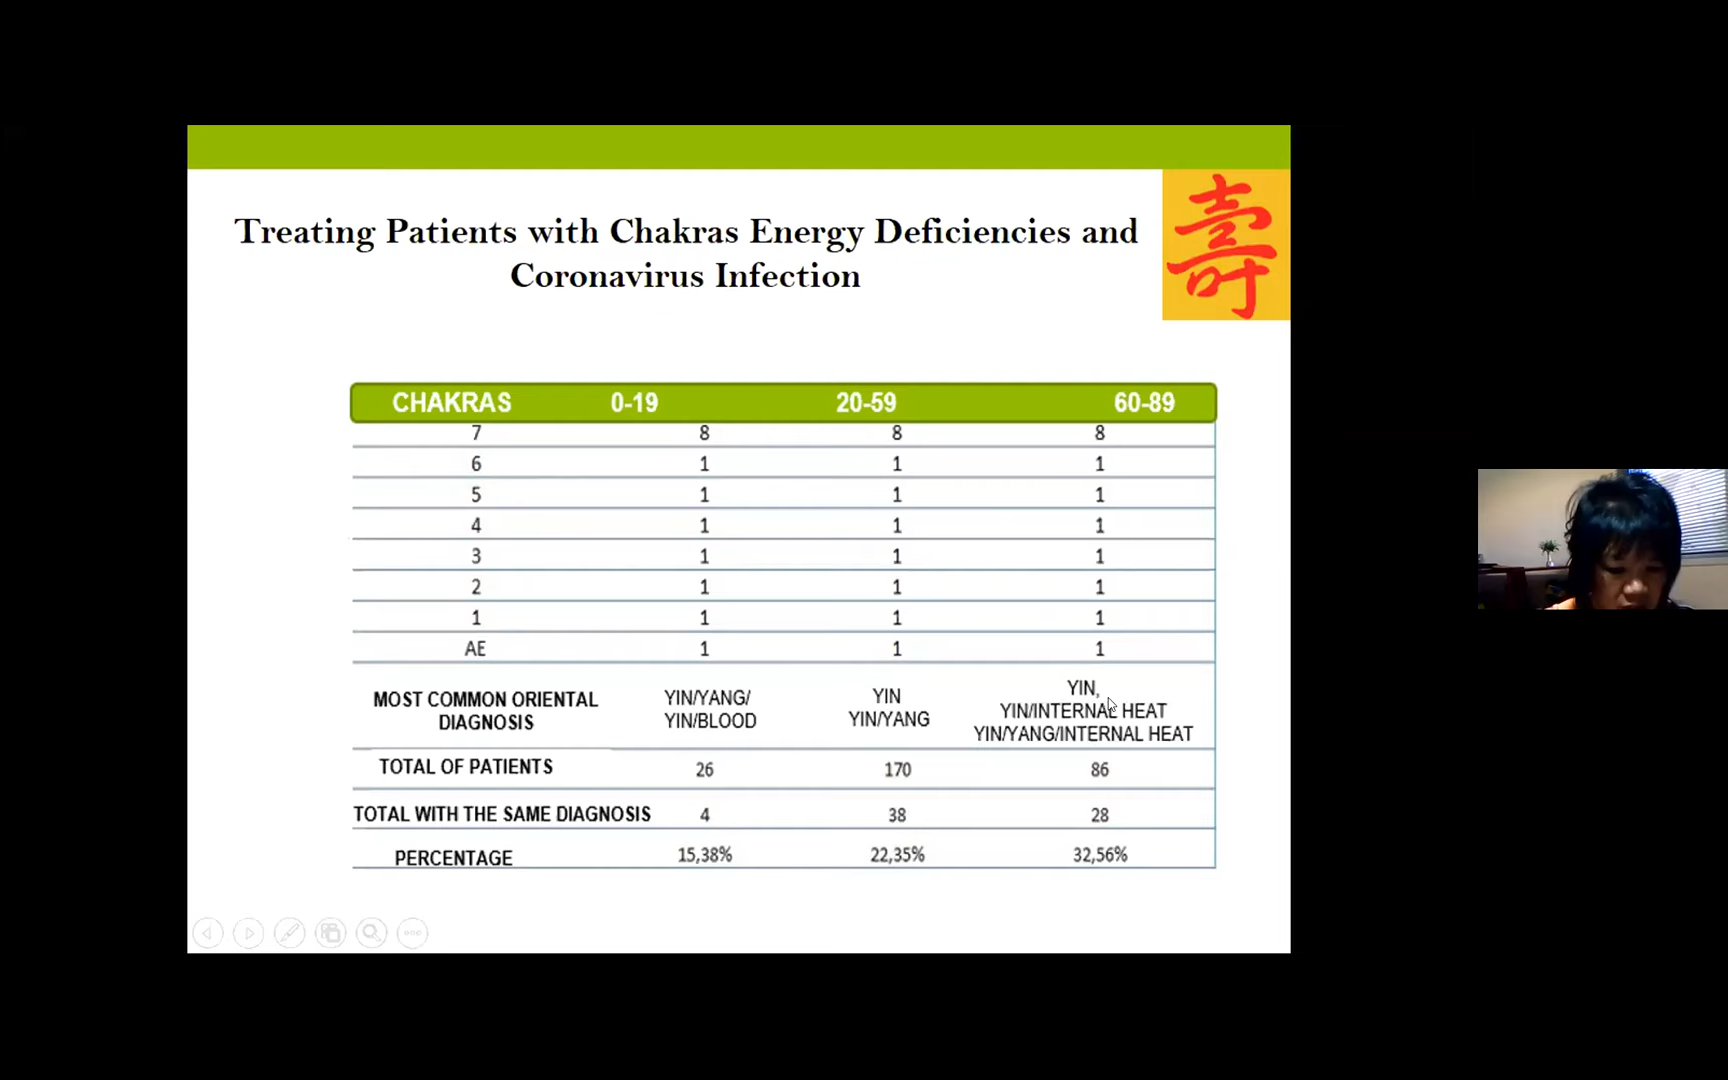 Treating Patients with Chakras Energy Deficiencies and
Coronavirus Infection
壽
CHAKRAS 0-19 20-59 60-89
7 8 8 8
6 1 1 1
5 1 1 1
4 1 1 1
3 1 1 1
2 1 1 1
1 1 1 1
AE 1 1 1
MOST COMMON ORIENTAL
DIAGNOSIS
YIN/YANG/
YIN/BLOOD
YIN
YIN/YANG
YIN,
YIN/INTERNAL HEAT
YIN/YANG/INTERNAL HEAT
TOTAL OF PATIENTS 26 170 86
TOTAL WITH THE SAME DIAGNOSIS 4 38 28
PERCENTAGE 15,38% 22,35% 32,56%